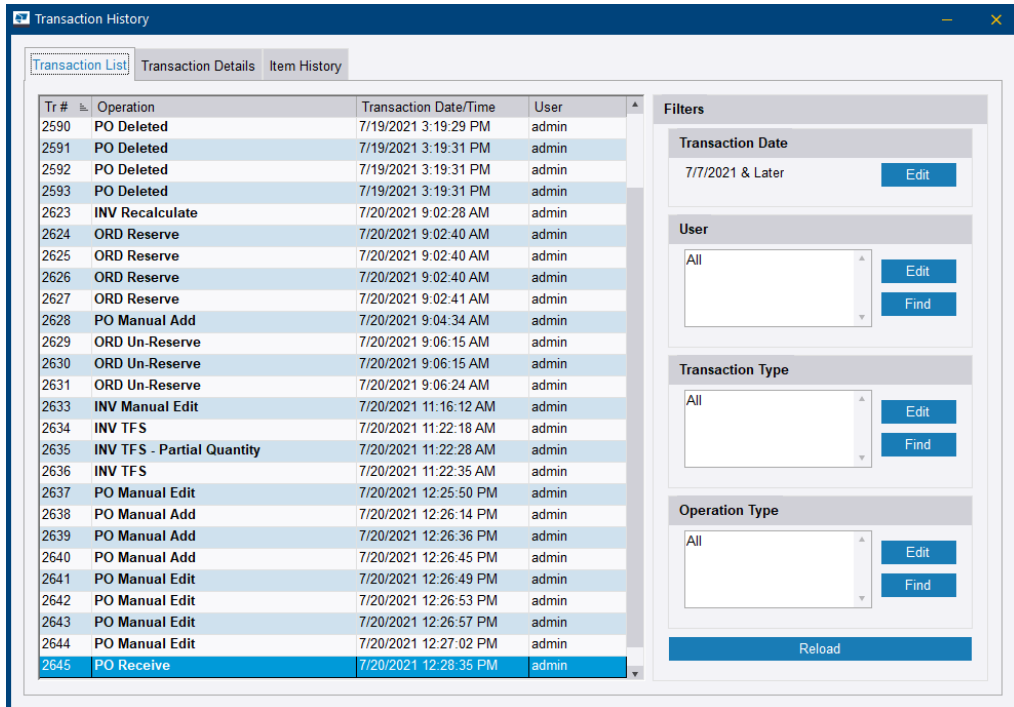 Transaction History
Transaction List Transaction Details Item History
Tr # Operation Transaction Date/Time User
2590 PO Deleted 7/19/2021 3:19:29 PM admin
2591 PO Deleted 7/19/2021 3:19:31 PM admin
2592 PO Deleted 7/19/2021 3:19:31 PM admin
2593 PO Deleted 7/19/2021 3:19:31 PM admin
2623 INV Recalculate 7/20/2021 9:02:28 AM admin
2624 ORD Reserve 7/20/2021 9:02:40 AM admin
2625 ORD Reserve 7/20/2021 9:02:40 AM admin
2626 ORD Reserve 7/20/2021 9:02:40 AM admin
2627 ORD Reserve 7/20/2021 9:02:41 AM admin
2628 PO Manual Add 7/20/2021 9:04:34 AM admin
2629 ORD Un-Reserve 7/20/2021 9:06:15 AM admin
2630 ORD Un-Reserve 7/20/2021 9:06:15 AM admin
2631 ORD Un-Reserve 7/20/2021 9:06:24 AM admin
2633 INV Manual Edit 7/20/2021 11:16:12 AM admin
2634 INV TFS 7/20/2021 11:22:18 AM admin
2635 INV TFS - Partial Quantity 7/20/2021 11:22:28 AM admin
2636 INV TFS 7/20/2021 11:22:35 AM admin
2637 PO Manual Edit 7/20/2021 12:25:50 PM admin
2638 PO Manual Add 7/20/2021 12:26:14 PM admin
2639 PO Manual Add 7/20/2021 12:26:36 PM admin
2640 PO Manual Add 7/20/2021 12:26:45 PM admin
2641 PO Manual Edit 7/20/2021 12:26:49 PM admin
2642 PO Manual Edit 7/20/2021 12:26:53 PM admin
2643 PO Manual Edit 7/20/2021 12:26:57 PM admin
2644 PO Manual Edit 7/20/2021 12:27:02 PM admin
2645 PO Receive 7/20/2021 12:28:35 PM admin
Filters
Transaction Date
7/7/2021 & Later Edit
User
All
Edit
Find
Transaction Type
All
Edit
Find
Operation Type
All
Edit
Find
Reload